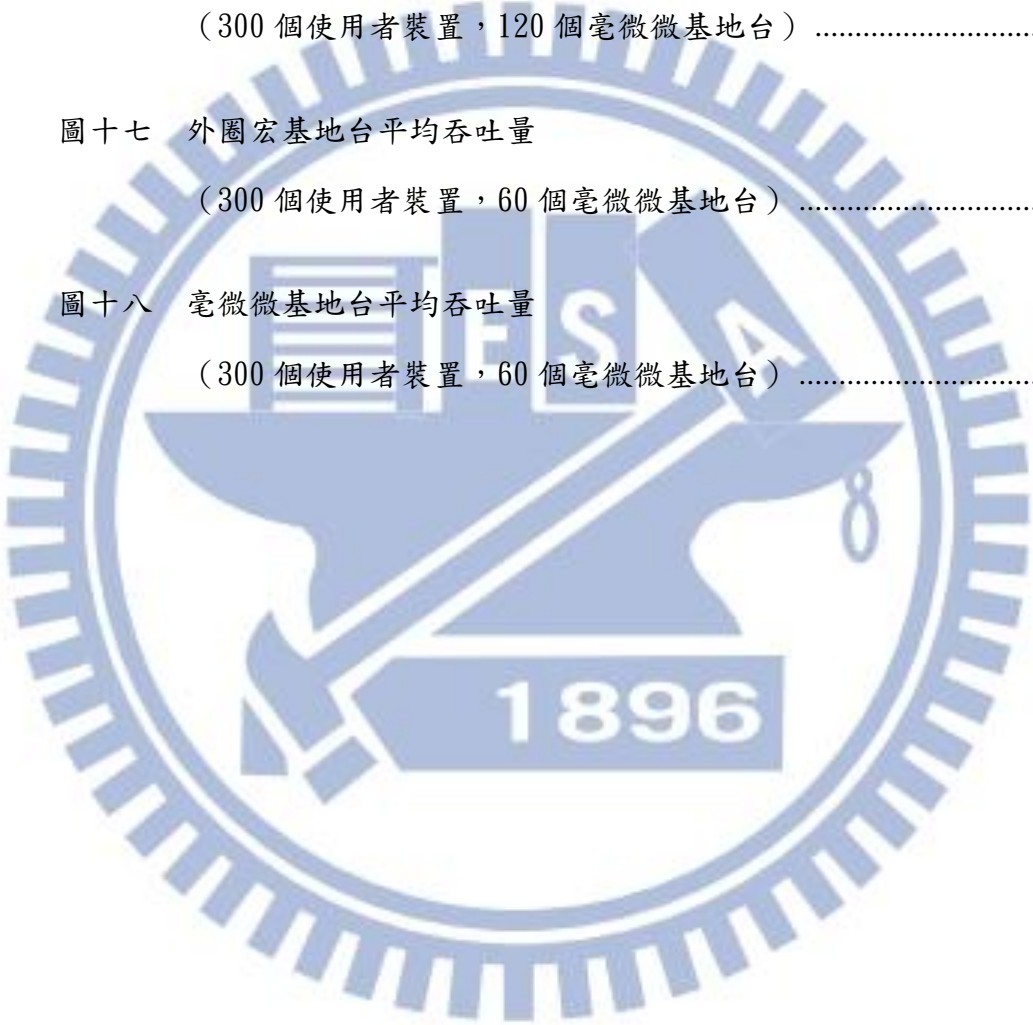 （300 個使用者裝置，120 個毫微微基地台）...........................
圖十七 外圈宏基地台平均吞吐量
（300 個使用者裝置，60 個毫微微基地台）.............................
圖十八 毫微微基地台平均吞吐量
（300 個使用者裝置，60 個毫微微基地台）.............................
E S A
1896